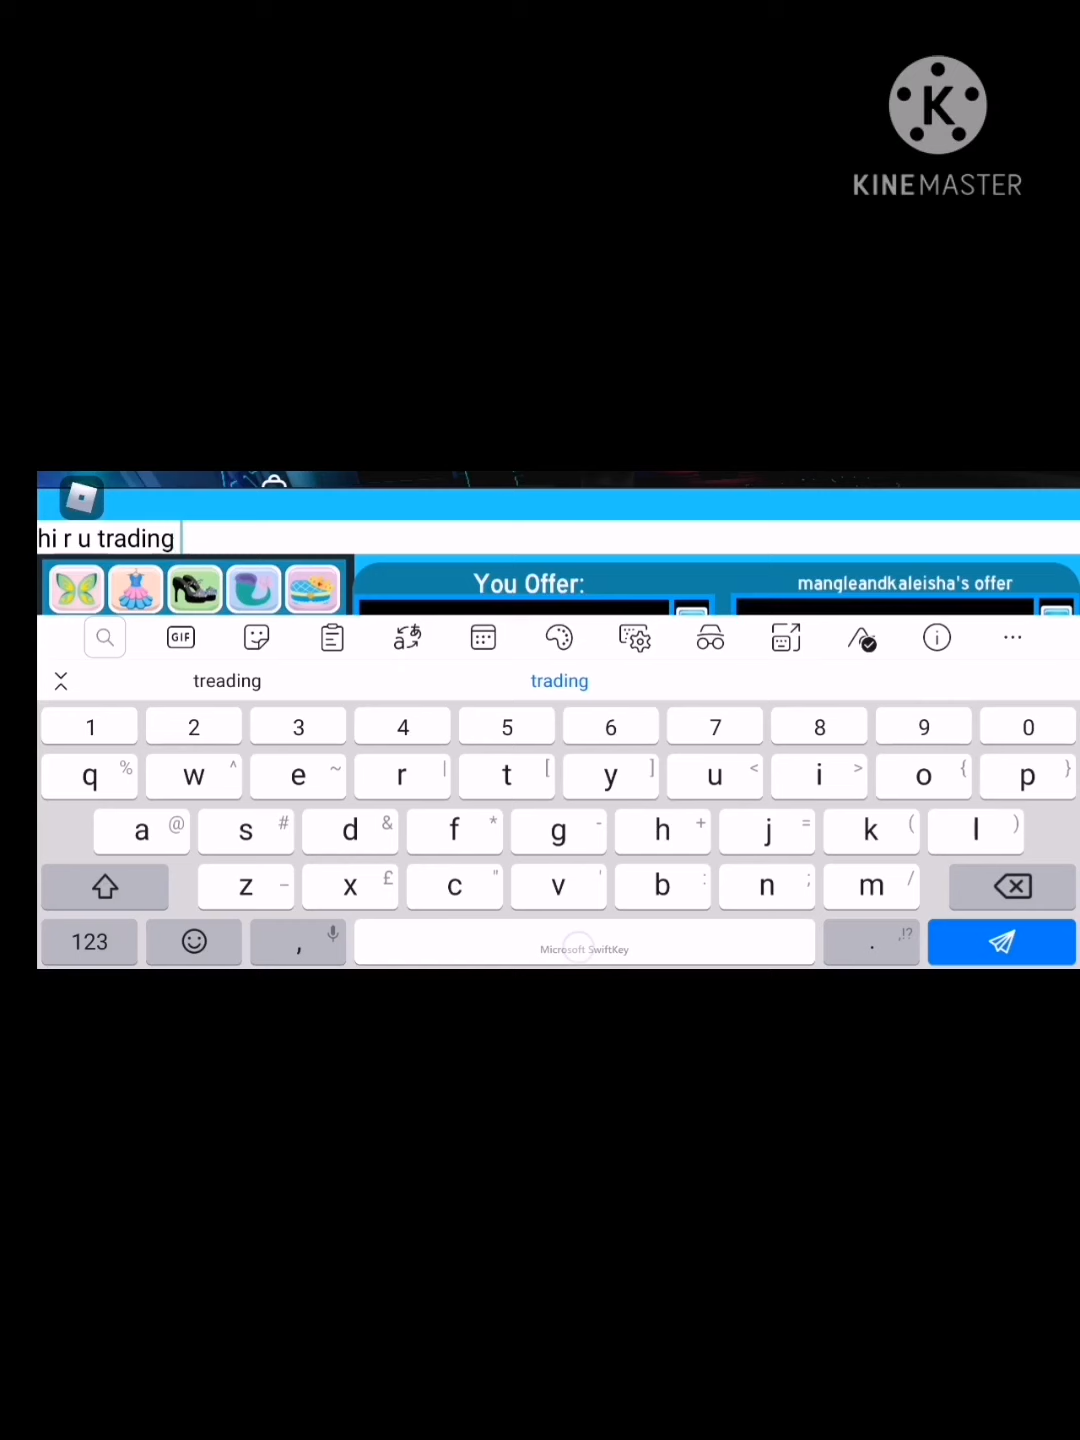 K
KINEMASTER
hi r u trading
You Offer: mangleandkaleisha's offer
GIF
treading trading
1 2 3 4 5 6 7 8 9 0
q % w ^ e ~ r | t [ y ] u < i > o { p }
a @ s # d & f * g - h + j = k ( l )
z _ x £ c " v ' b : n ; m /
123 , Microsoft SwiftKey . ,!?